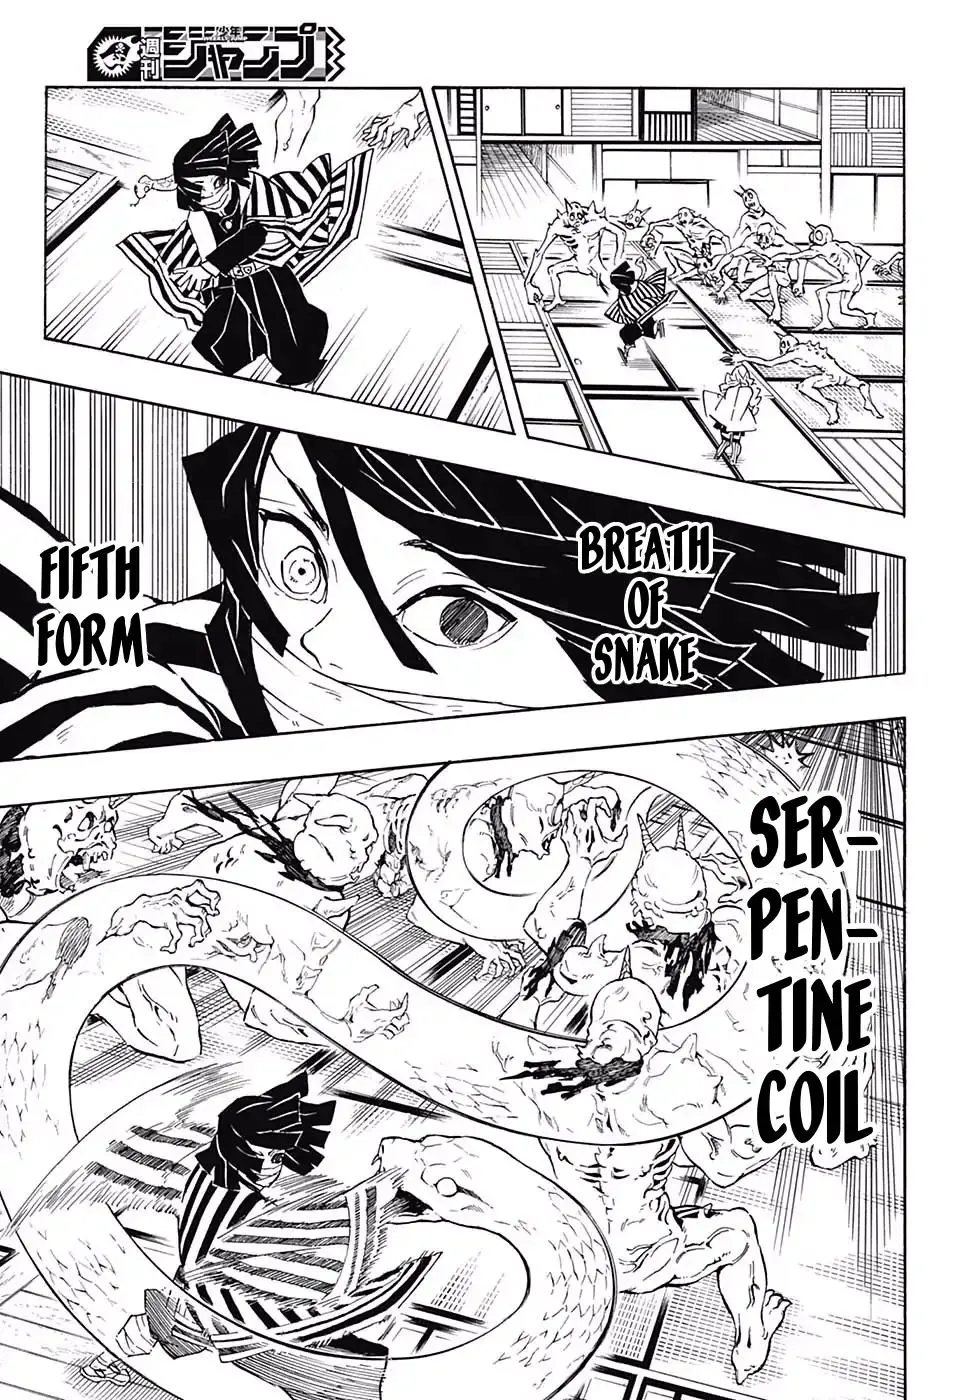 週刊
少年
ジャンプ
BREATH
OF
SNAKE
FIFTH
FORM
SER-
PEN-
TINE
COIL